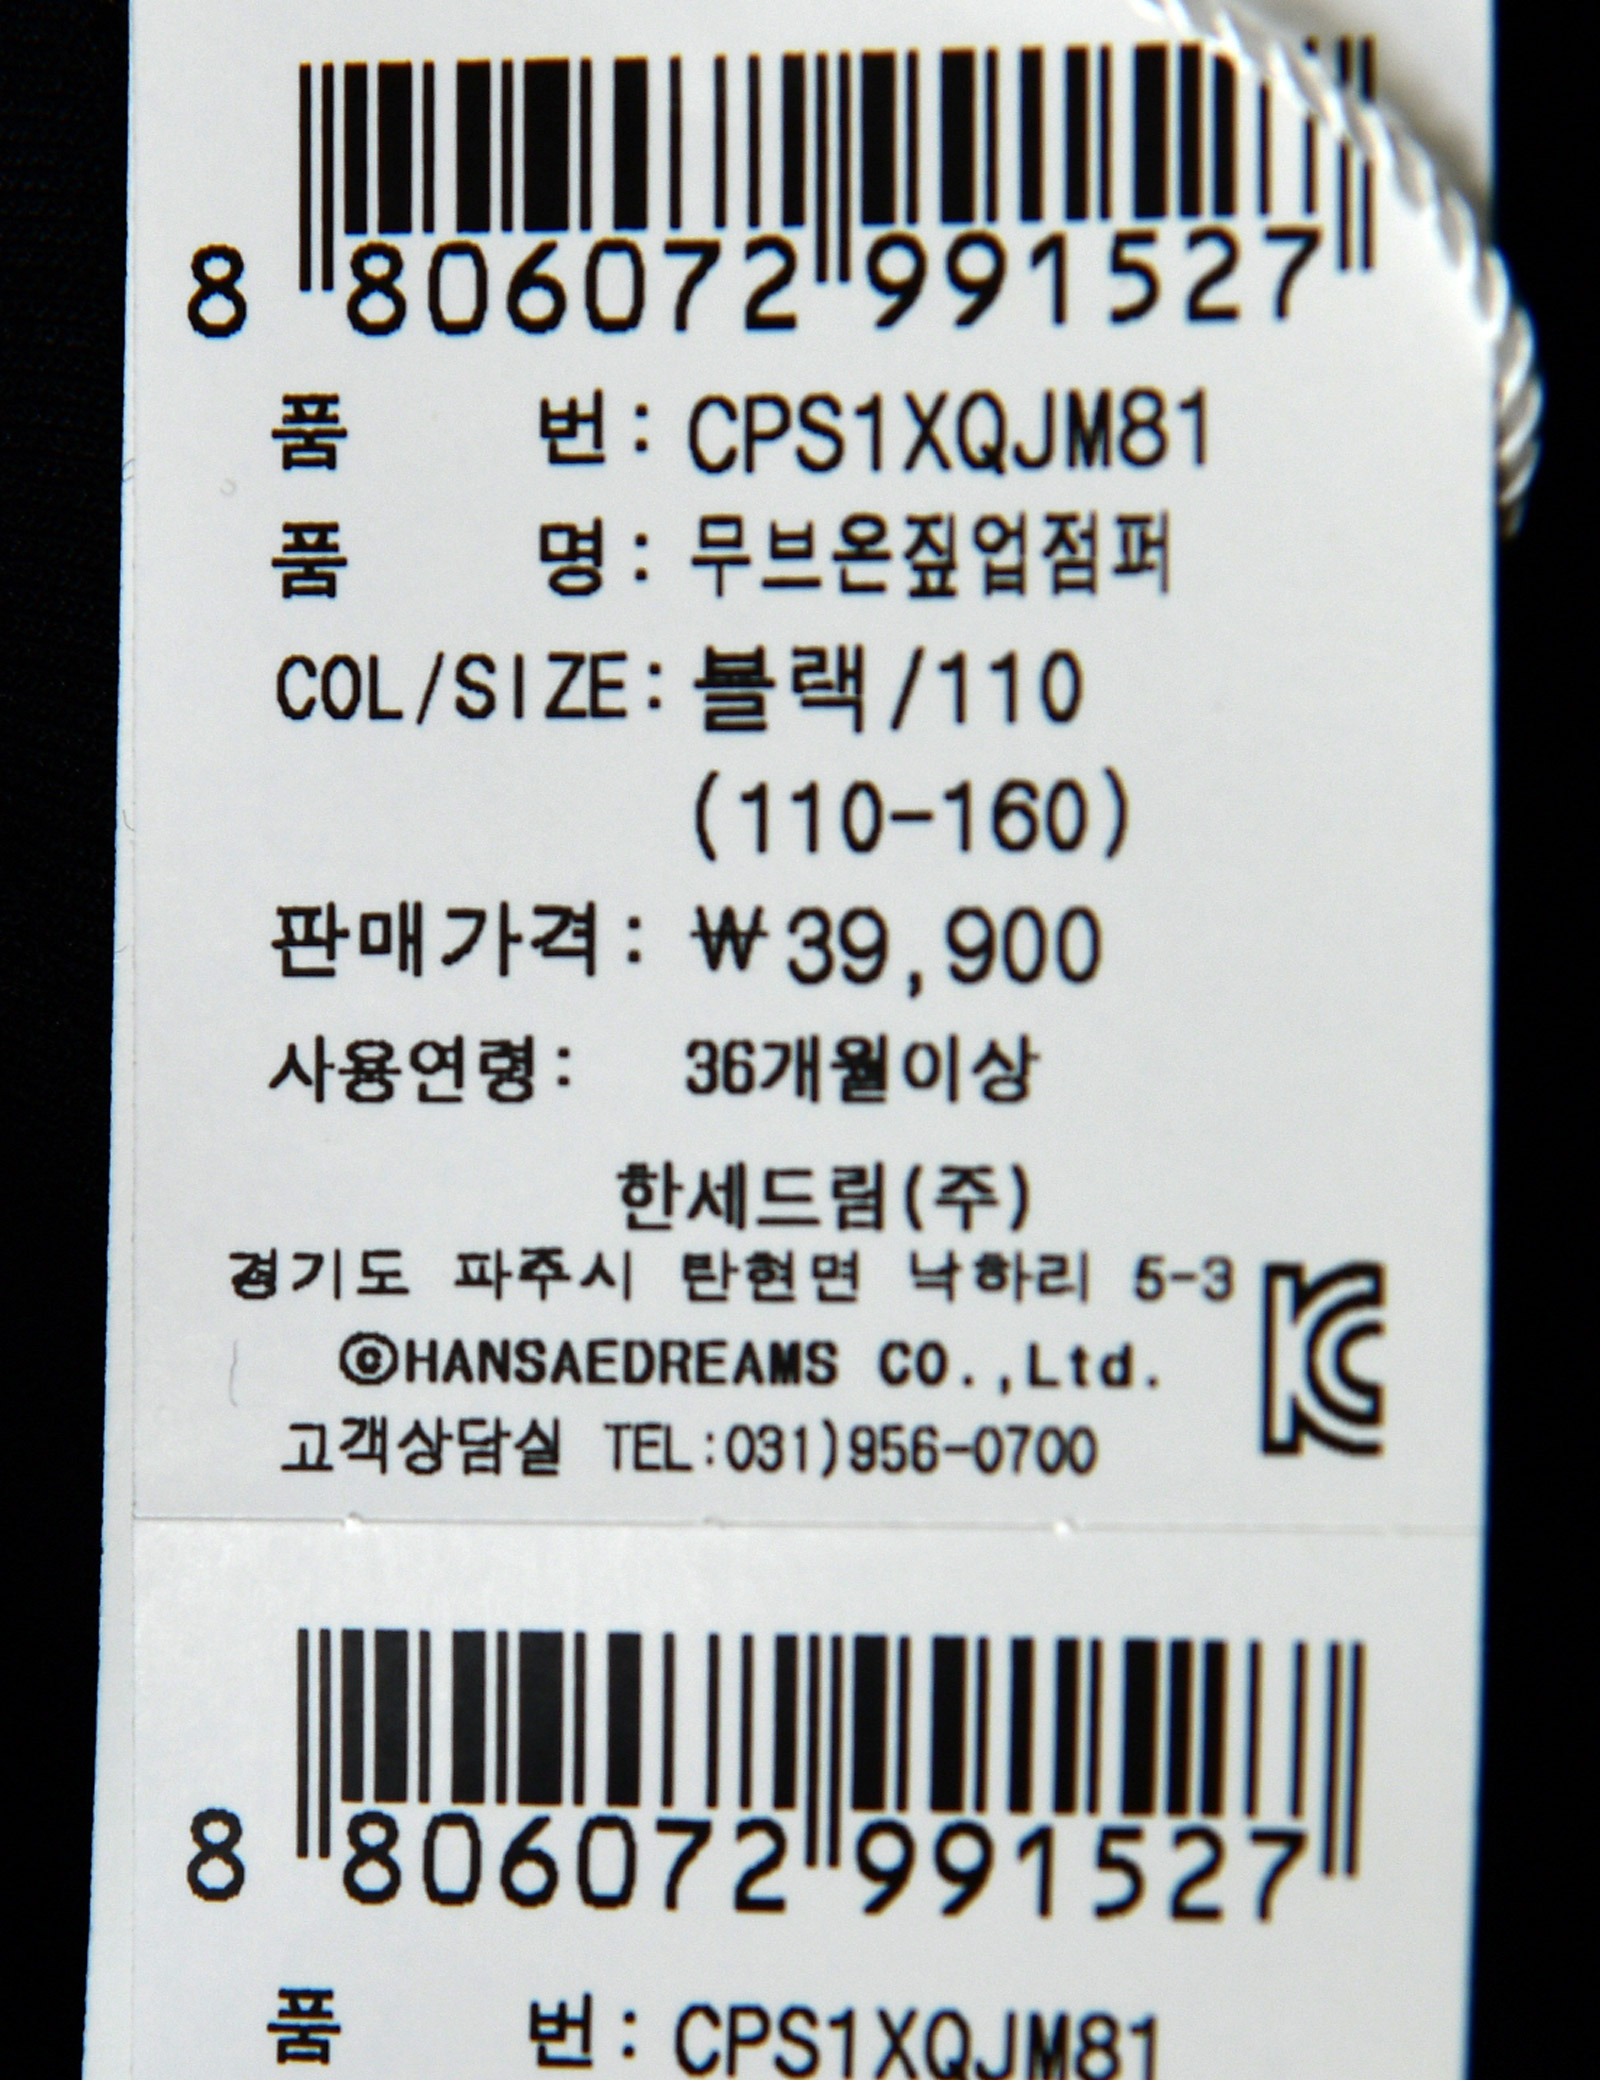 8 806072 991527
품 번: CPS1XQJM81
품 명: 무브온짚업점퍼
COL/SIZE: 블랙/110
(110-160)
판매가격: ₩39,900
사용연령: 36개월이상
한세드림(주)
경기도 파주시 탄현면 낙하리 5-3
©HANSAEDREAMS CO.,Ltd.
고객상담실 TEL:031)956-0700
KC
8 806072 991527
품 번: CPS1XQJM81